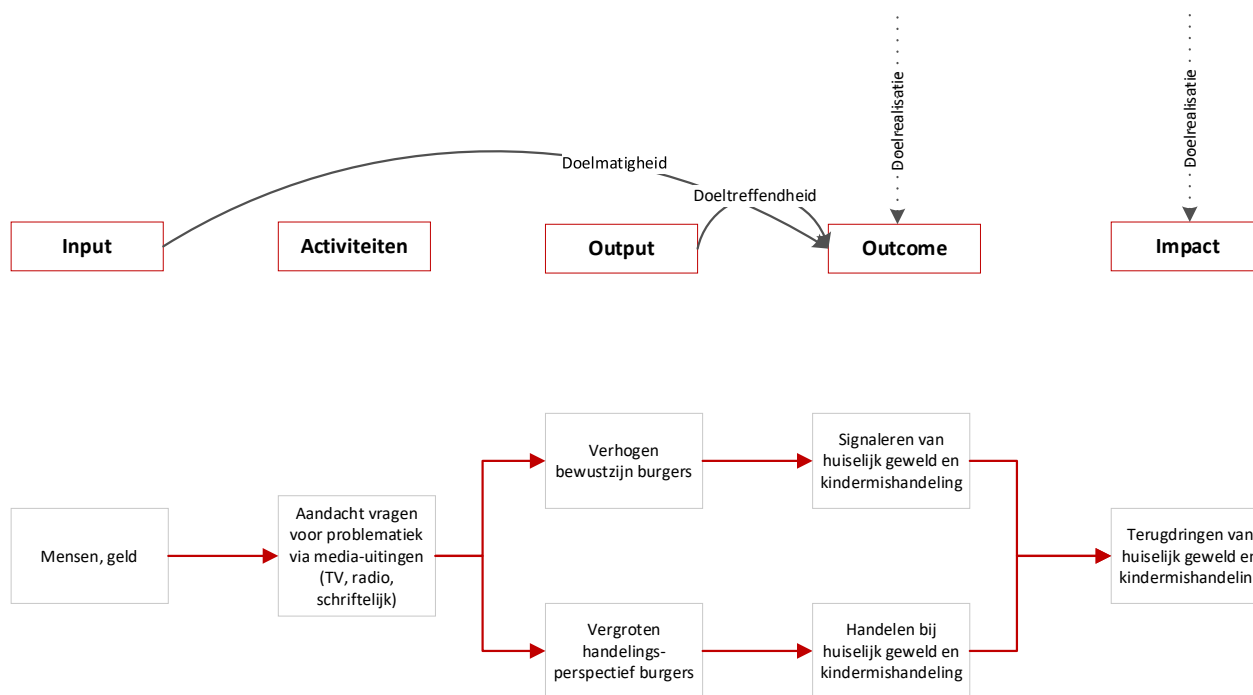 Doelrealisatie
Doelrealisatie
Doelmatigheid
Doeltreffendheid
Input
Activiteiten
Output
Outcome
Impact
Verhogen
bewustzijn burgers
Signaleren van
huiselijk geweld en
kindermishandeling
Mensen, geld
Aandacht vragen
voor problematiek
via media-uitingen
(TV, radio,
schriftelijk)
Terugdringen van
huiselijk geweld en
kindermishandeling
Vergroten
handelings-
perspectief burgers
Handelen bij
huiselijk geweld en
kindermishandeling